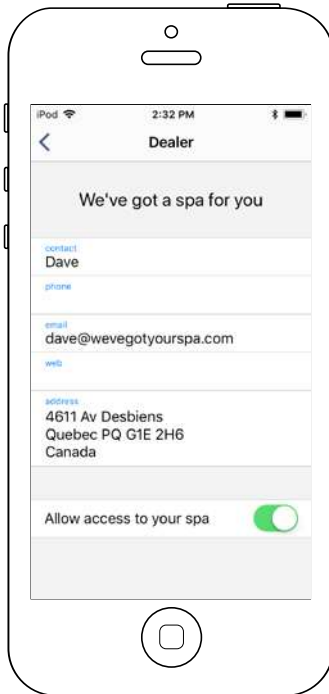 iPod 2:32 PM
Dealer
We've got a spa for you
contact
Dave
phone
email
dave@wevegotyourspa.com
web
address
4611 Av Desbiens
Quebec PQ G1E 2H6
Canada
Allow access to your spa